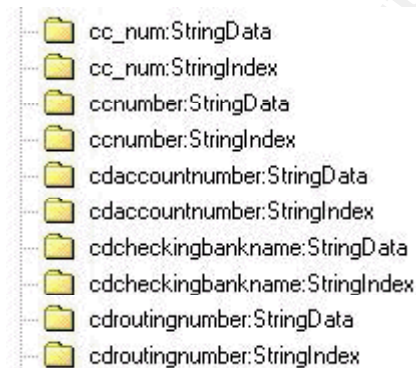 cc_num:StringData
cc_num:StringIndex
ccnumber:StringData
ccnumber:StringIndex
cdaccountnumber:StringData
cdaccountnumber:StringIndex
cdcheckingbankname:StringData
cdcheckingbankname:StringIndex
cdroutingnumber:StringData
cdroutingnumber:StringIndex